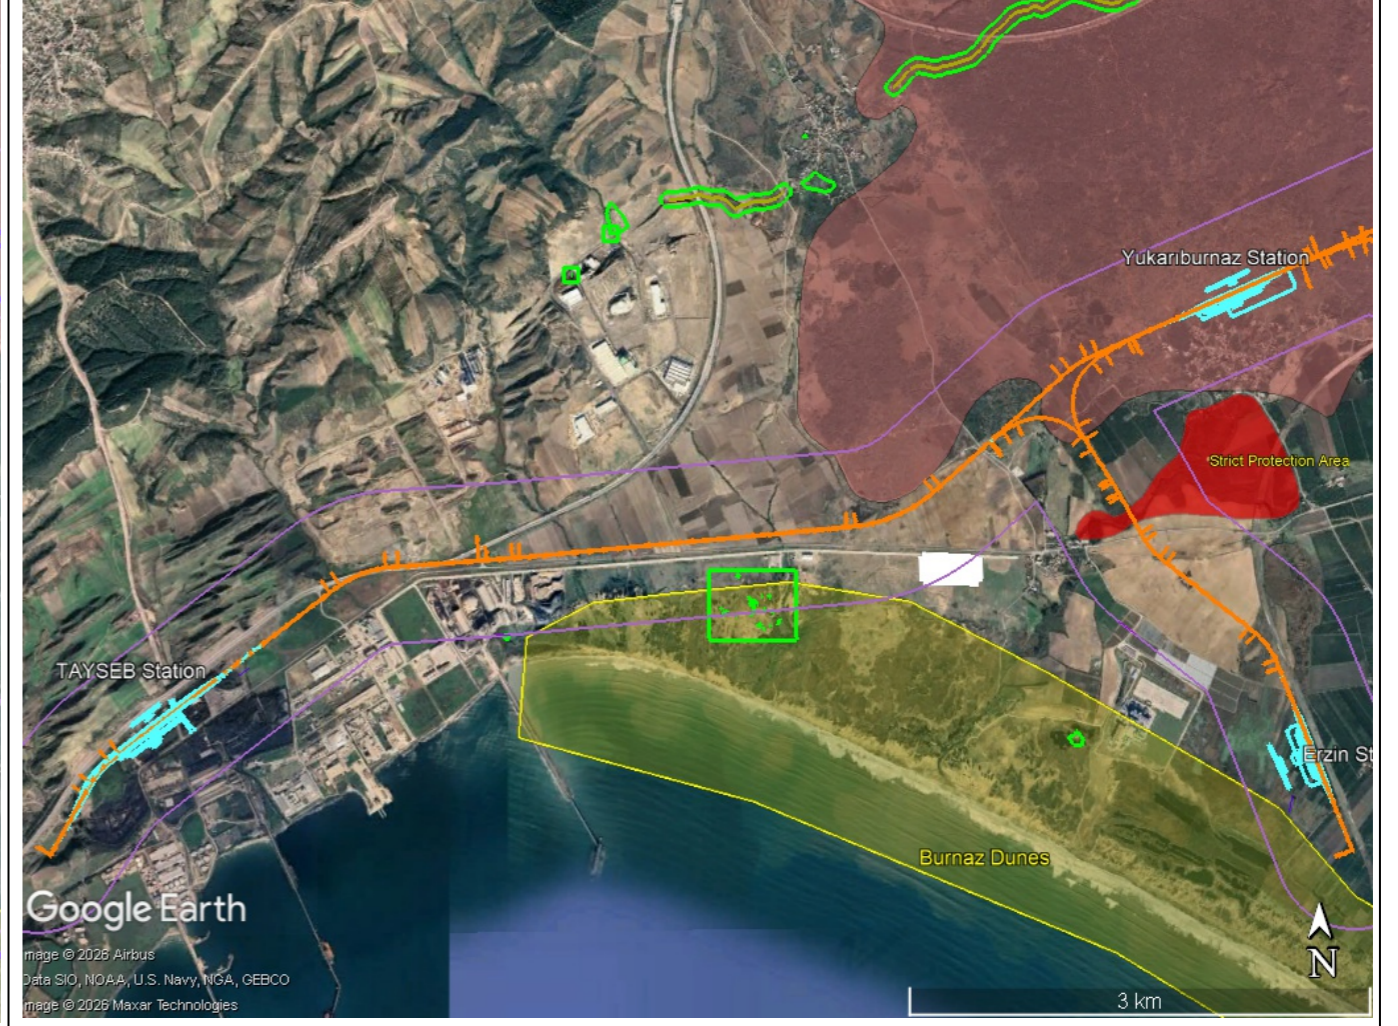 Yukarıburnaz Station
Strict Protection Area
TAYSEB Station
Erzin St
Burnaz Dunes
Google Earth
mage © 2026 Airbus
Data SIO, NOAA, U.S. Navy, NGA, GEBCO
mage © 2026 Maxar Technologies
N
3 km